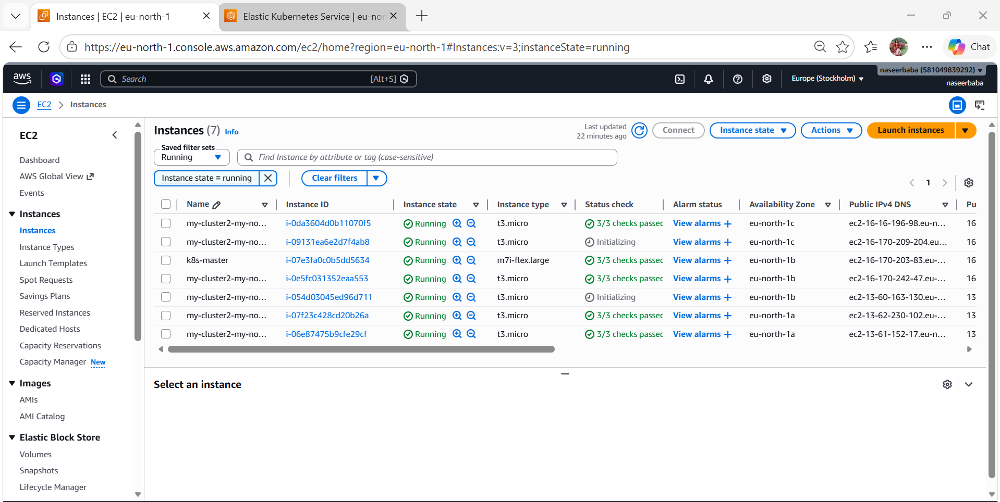 Instances | EC2 | eu-north-1
Elastic Kubernetes Service | eu-nor
https://eu-north-1.console.aws.amazon.com/ec2/home?region=eu-north-1#Instances:v=3;instanceState=running
Chat
aws
Search
[Alt+S]
Europe (Stockholm)
naseerbaba (581049839292)
naseerbaba
EC2
Instances
EC2
Dashboard
AWS Global View
Events
Instances
Instances
Instance Types
Launch Templates
Spot Requests
Savings Plans
Reserved Instances
Dedicated Hosts
Capacity Reservations
Capacity Manager New
Images
AMIs
AMI Catalog
Elastic Block Store
Volumes
Snapshots
Lifecycle Manager
Instances (7) Info
Last updated
22 minutes ago
Connect
Instance state
Actions
Launch instances
Saved filter sets
Running
Find Instance by attribute or tag (case-sensitive)
Instance state = running
Clear filters
1
Name Instance ID Instance state Instance type Status check Alarm status Availability Zone Public IPv4 DNS Pu
my-cluster2-my-no... i-0da3604d0b11070f5 Running t3.micro 3/3 checks passec View alarms + eu-north-1c ec2-16-16-196-98.eu-n... 16
my-cluster2-my-no... i-09131ea6e2d7f4ab8 Running t3.micro Initializing View alarms + eu-north-1c ec2-16-170-209-204.eu... 16
k8s-master i-07e3fa0c0b5dd5634 Running m7i-flex.large 3/3 checks passec View alarms + eu-north-1b ec2-16-170-203-83.eu-... 16
my-cluster2-my-no... i-0e5fc031352eaa553 Running t3.micro 3/3 checks passec View alarms + eu-north-1b ec2-16-170-242-47.eu-... 16
my-cluster2-my-no... i-054d03045ed96d711 Running t3.micro Initializing View alarms + eu-north-1b ec2-13-60-163-130.eu-... 13
my-cluster2-my-no... i-07f23c428cd20b26a Running t3.micro 3/3 checks passec View alarms + eu-north-1a ec2-13-62-230-102.eu-... 13
my-cluster2-my-no... i-06e87475b9cfe29cf Running t3.micro 3/3 checks passec View alarms + eu-north-1a ec2-13-61-152-17.eu-n... 13
Select an instance